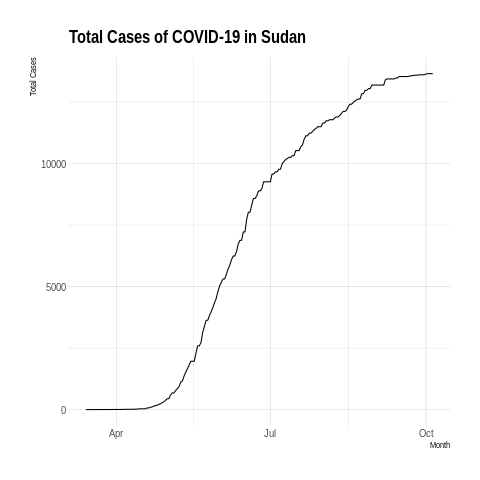 Total Cases of COVID-19 in Sudan
Total Cases
10000
5000
0
Apr
Jul
Oct
Month